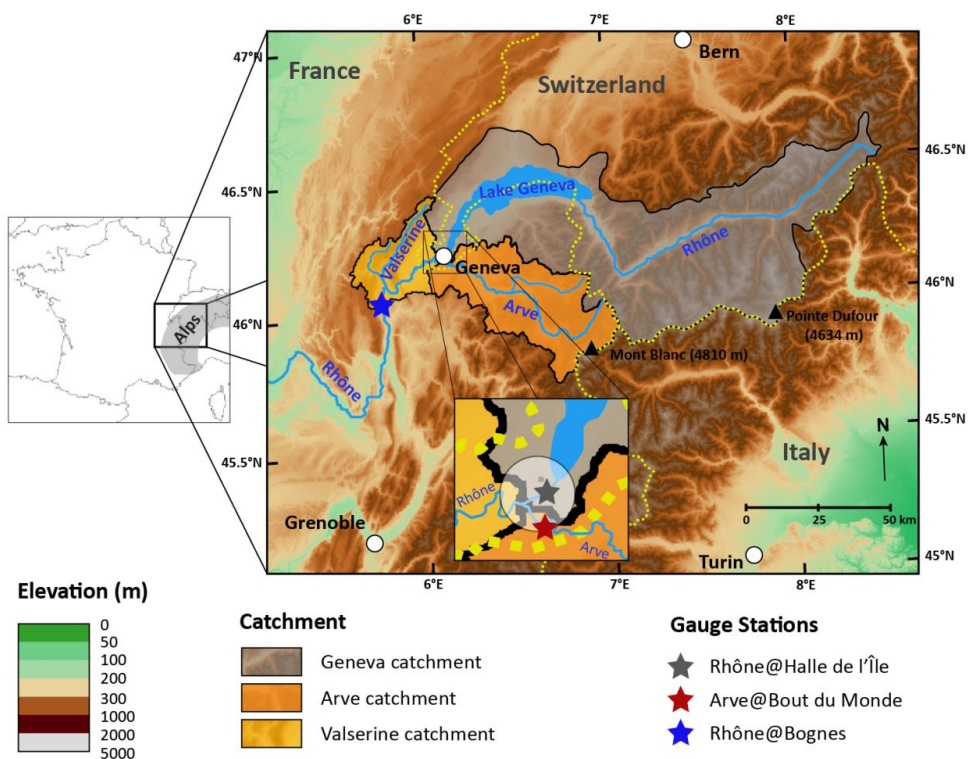 6°E
7°E
8°E
47°N
France
Bern
Switzerland
46.5°N
46.5°N
Lake Geneva
Rhône
Valserine
Geneva
Alps
46°N
46°N
Arve
Pointe Dufour
(4634 m)
Mont Blanc (4810 m)
Rhône
45.5°N
45.5°N
N
Italy
Rhône
Arve
0 25 50 km
Grenoble
Turin
45°N
6°E
7°E
8°E
Elevation (m)
0
50
100
200
300
1000
2000
5000
Catchment
Geneva catchment
Arve catchment
Valserine catchment
Gauge Stations
Rhône@Halle de l'Île
Arve@Bout du Monde
Rhône@Bognes